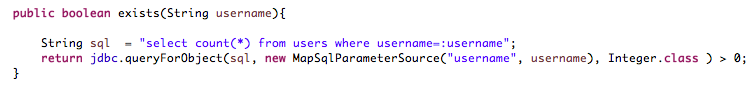 public boolean exists(String username){
String sql  = "select count(*) from users where username=:username";
return jdbc.queryForObject(sql, new MapSqlParameterSource("username", username), Integer.class ) > 0;
}